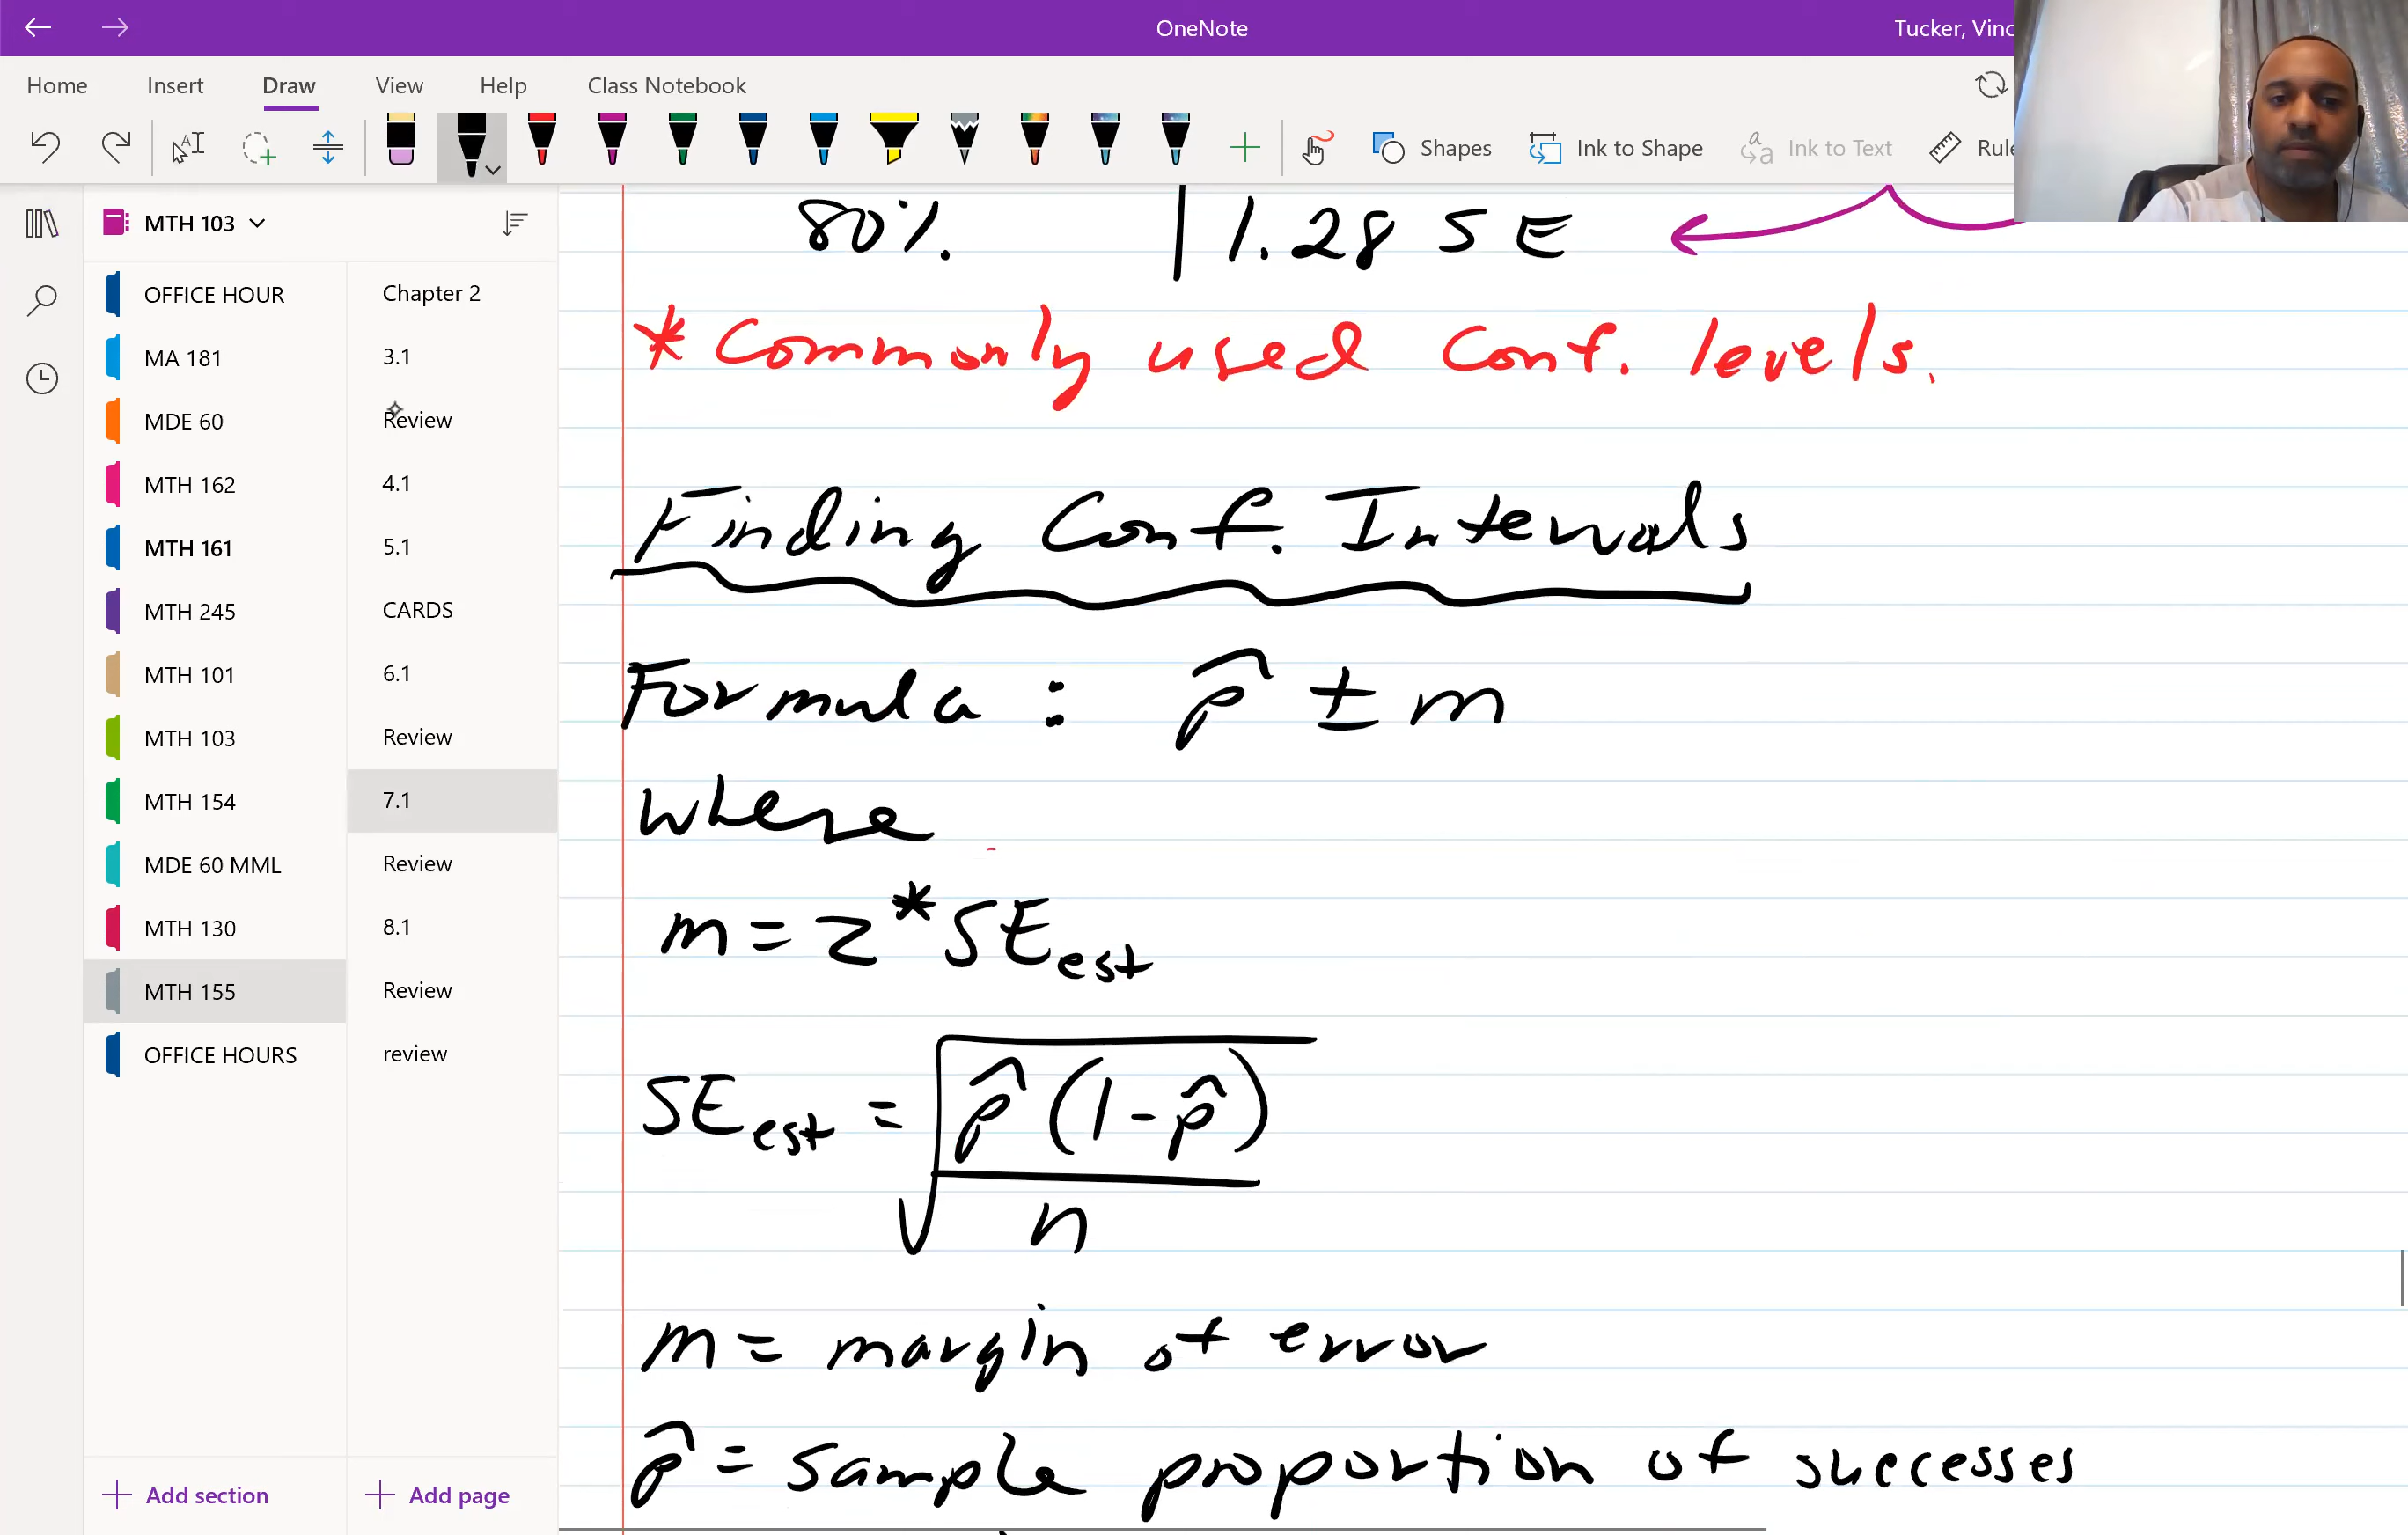 OneNote
Tucker, Vinc
Home Insert Draw View Help Class Notebook
Shapes Ink to Shape Ink to Text Rule
MTH 103
OFFICE HOUR
MA 181
MDE 60
MTH 162
MTH 161
MTH 245
MTH 101
MTH 103
MTH 154
MDE 60 MML
MTH 130
MTH 155
OFFICE HOURS
Add section
Chapter 2
3.1
Review
4.1
5.1
CARDS
6.1
Review
7.1
Review
8.1
Review
review
Add page
80% | 1.28 SE
* Commonly used Conf. levels.
Finding Conf. Intervals
Formula : p̂ ± m
where
m = z* SE_est
SE_est = √(p̂(1-p̂)/n)
m = margin of error
p̂ = sample proportion of successes